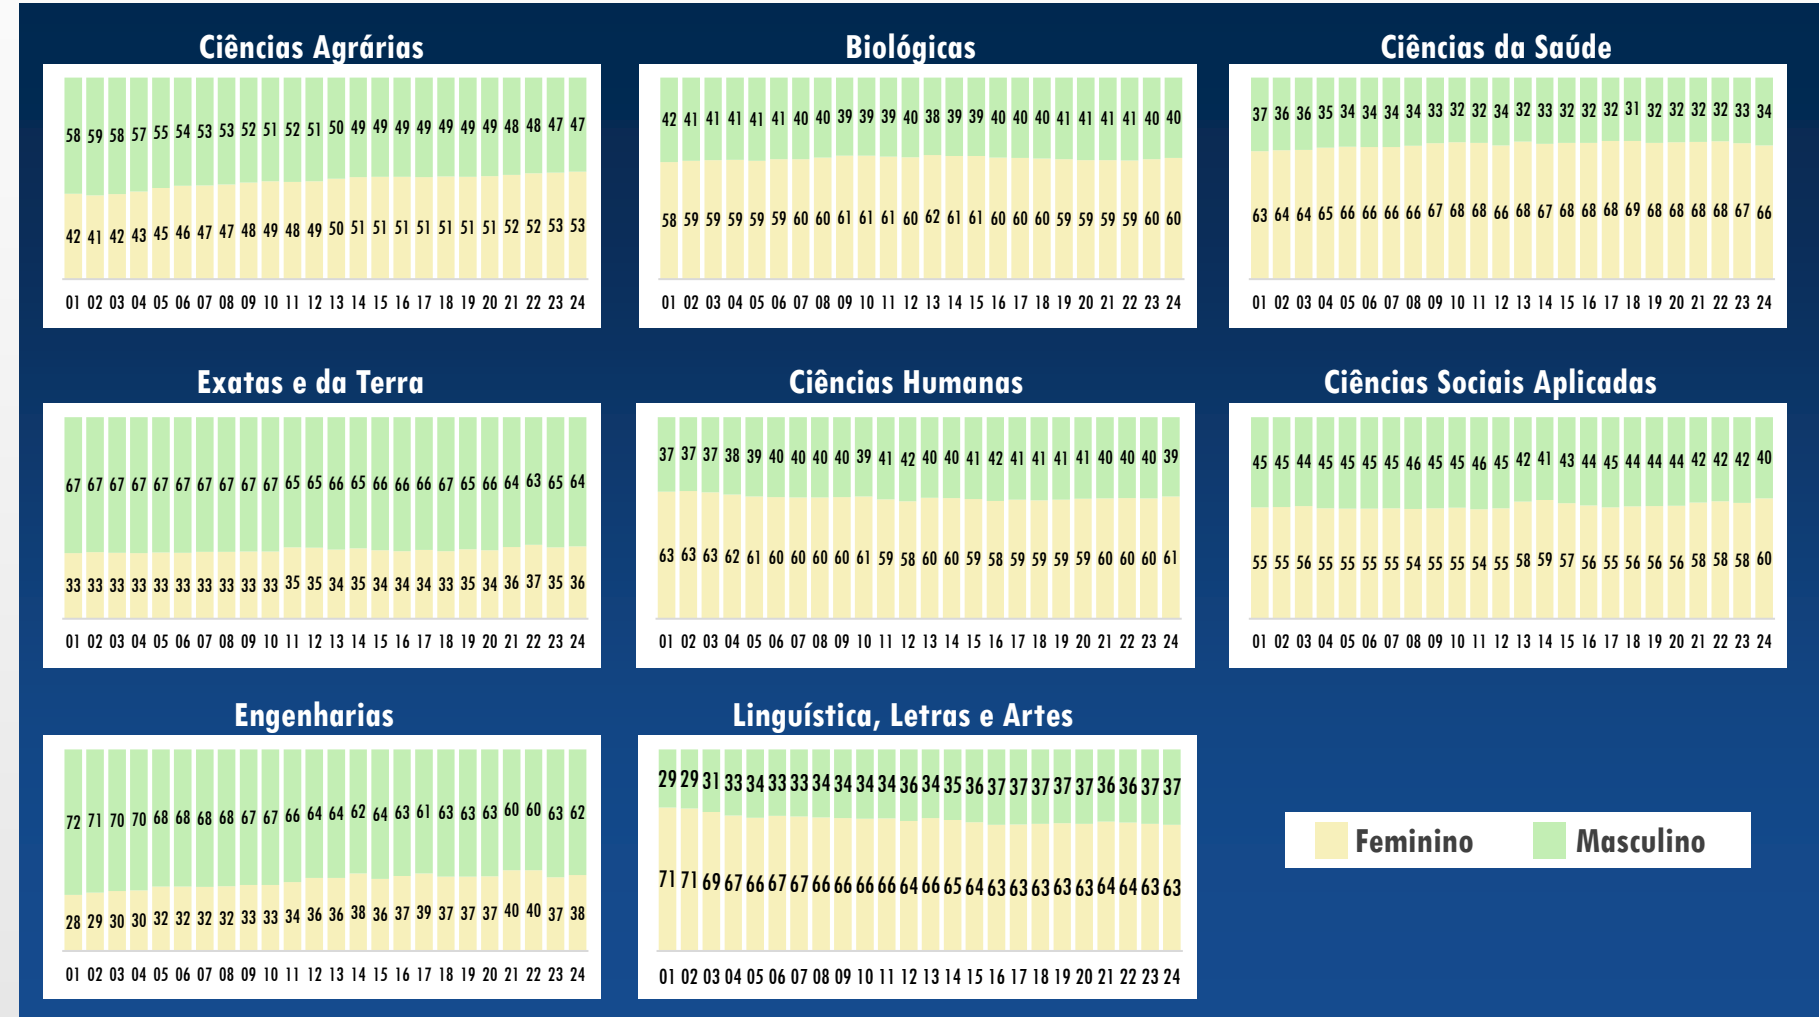 Ciências Agrárias
58 59 58 57 55 54 53 53 52 51 52 51 50 49 49 49 49 49 49 49 48 48 47 47
42 41 42 43 45 46 47 47 48 49 48 49 50 51 51 51 51 51 51 51 52 52 53 53
01 02 03 04 05 06 07 08 09 10 11 12 13 14 15 16 17 18 19 20 21 22 23 24
Biológicas
42 41 41 41 41 41 40 40 39 39 39 40 38 39 39 40 40 40 41 41 41 41 40 40
58 59 59 59 59 59 60 60 61 61 61 60 62 61 61 60 60 60 59 59 59 59 60 60
01 02 03 04 05 06 07 08 09 10 11 12 13 14 15 16 17 18 19 20 21 22 23 24
Ciências da Saúde
37 36 36 35 34 34 34 34 33 32 32 34 32 33 32 32 32 31 32 32 32 32 33 34
63 64 64 65 66 66 66 66 67 68 68 66 68 67 68 68 68 69 68 68 68 68 67 66
01 02 03 04 05 06 07 08 09 10 11 12 13 14 15 16 17 18 19 20 21 22 23 24
Exatas e da Terra
67 67 67 67 67 67 67 67 67 67 65 65 66 65 66 66 66 67 65 66 64 63 65 64
33 33 33 33 33 33 33 33 33 33 35 35 34 35 34 34 34 33 35 34 36 37 35 36
01 02 03 04 05 06 07 08 09 10 11 12 13 14 15 16 17 18 19 20 21 22 23 24
Ciências Humanas
37 37 37 38 39 40 40 40 40 39 41 42 40 40 41 42 41 41 41 41 40 40 40 39
63 63 63 62 61 60 60 60 60 61 59 58 60 60 59 58 59 59 59 59 60 60 60 61
01 02 03 04 05 06 07 08 09 10 11 12 13 14 15 16 17 18 19 20 21 22 23 24
Ciências Sociais Aplicadas
45 45 44 45 45 45 45 46 45 45 46 45 42 41 43 44 45 44 44 44 42 42 42 40
55 55 56 55 55 55 55 54 55 55 54 55 58 59 57 56 55 56 56 56 58 58 58 60
01 02 03 04 05 06 07 08 09 10 11 12 13 14 15 16 17 18 19 20 21 22 23 24
Engenharias
72 71 70 70 68 68 68 68 67 67 66 64 64 62 64 63 61 63 63 63 60 60 63 62
28 29 30 30 32 32 32 32 33 33 34 36 36 38 36 37 39 37 37 37 40 40 37 38
01 02 03 04 05 06 07 08 09 10 11 12 13 14 15 16 17 18 19 20 21 22 23 24
Linguística, Letras e Artes
29 29 31 33 34 33 33 34 34 34 34 36 34 35 36 37 37 37 37 37 36 36 37 37
71 71 69 67 66 67 67 66 66 66 66 64 66 65 64 63 63 63 63 63 64 64 63 63
01 02 03 04 05 06 07 08 09 10 11 12 13 14 15 16 17 18 19 20 21 22 23 24
Feminino Masculino